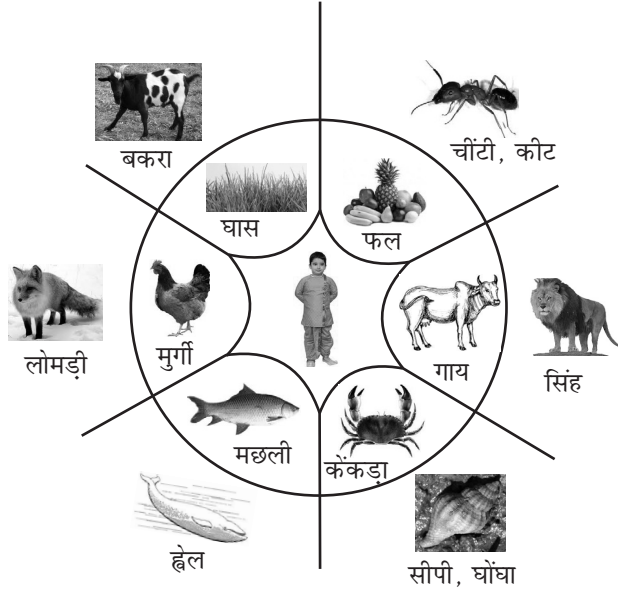 बकरा
चींटी, कीट
घास
फल
लोमड़ी
मुर्गी
गाय
सिंह
मछली
केंकड़ा
ह्वेल
सीपी, घोंघा